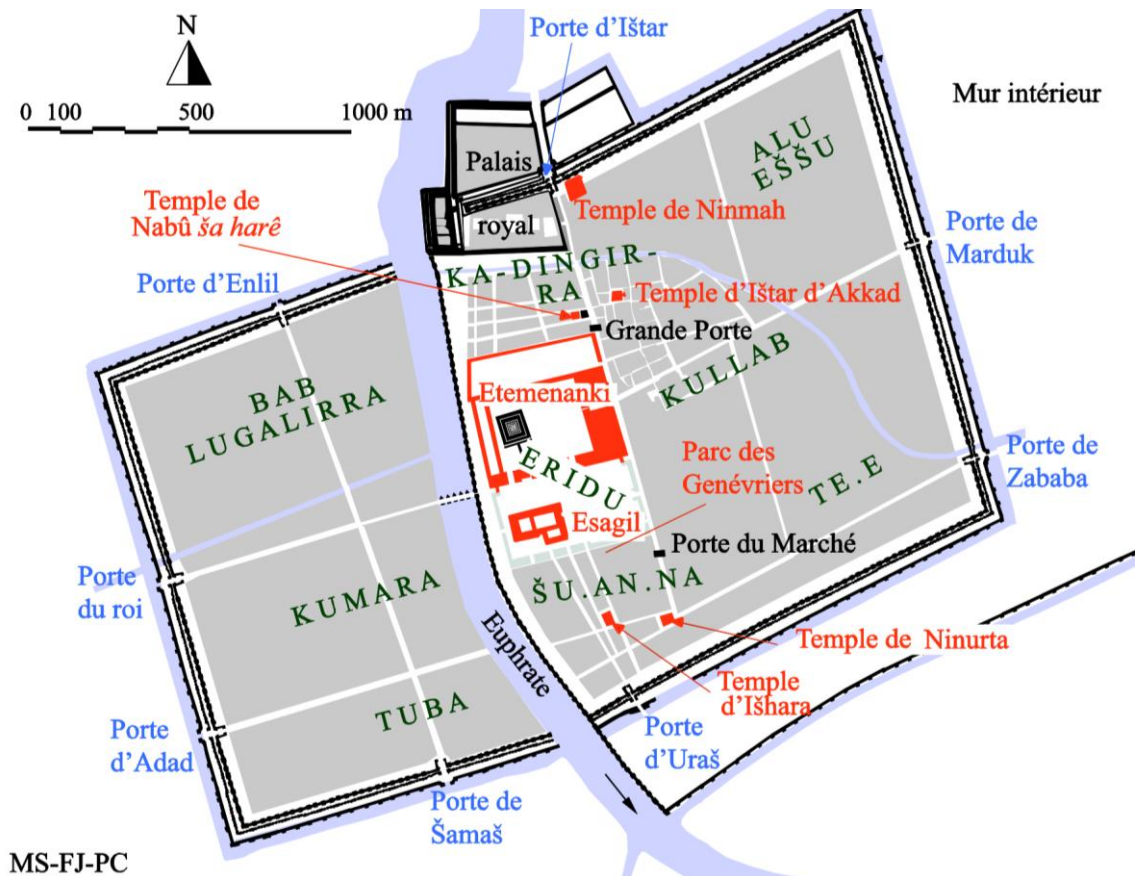 N
0 100 500 1000 m
Porte d’Ištar
Mur intérieur
ALU
EŠŠU
Palais
royal
Temple de
Nabû ša harê
Temple de Ninmah
Porte de
Marduk
KA-DINGIR-
RA
Porte d’Enlil
Temple d'Ištar d’Akkad
Grande Porte
KULLAB
BAB
LUGALIRRA
Etemenanki
ERIDU
Parc des
Genévriers
TE.E
Porte de
Zababa
Esagil
Porte du Marché
Porte
du roi
KUMARA
ŠU.AN.NA
Euphrate
Temple de Ninurta
Temple
d’Išhara
TUBA
Porte
d’Adad
Porte
d’Uraš
Porte de
Šamaš
MS-FJ-PC